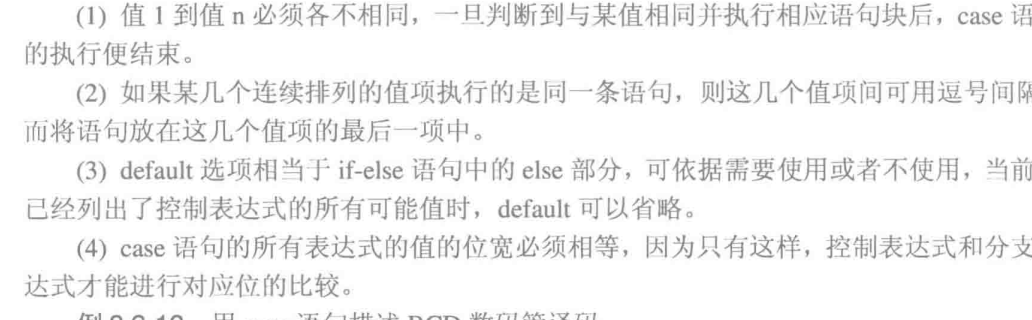 (1) 值 1 到值 n 必须各不相同，一旦判断到与某值相同并执行相应语句块后，case 语
的执行便结束。
(2) 如果某几个连续排列的值项执行的是同一条语句，则这几个值项间可用逗号间隔
而将语句放在这几个值项的最后一项中。
(3) default 选项相当于 if-else 语句中的 else 部分，可依据需要使用或者不使用，当前
已经列出了控制表达式的所有可能值时，default 可以省略。
(4) case 语句的所有表达式的值的位宽必须相等，因为只有这样，控制表达式和分支
达式才能进行对应位的比较。